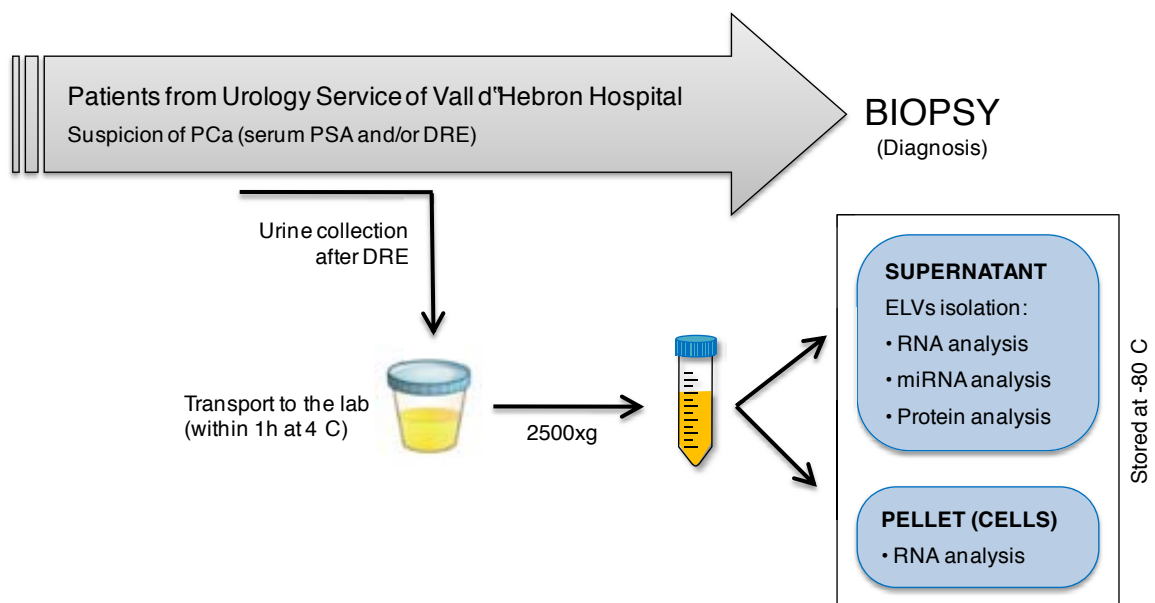 Patients from Urology Service of Vall d‟Hebron Hospital
Suspicion of PCa (serum PSA and/or DRE)
BIOPSY
(Diagnosis)
Urine collection
after DRE
Transport to the lab
(within 1h at 4 C)
2500xg
SUPERNATANT
ELVs isolation:
• RNA analysis
• miRNA analysis
• Protein analysis
PELLET (CELLS)
• RNA analysis
Stored at -80 C